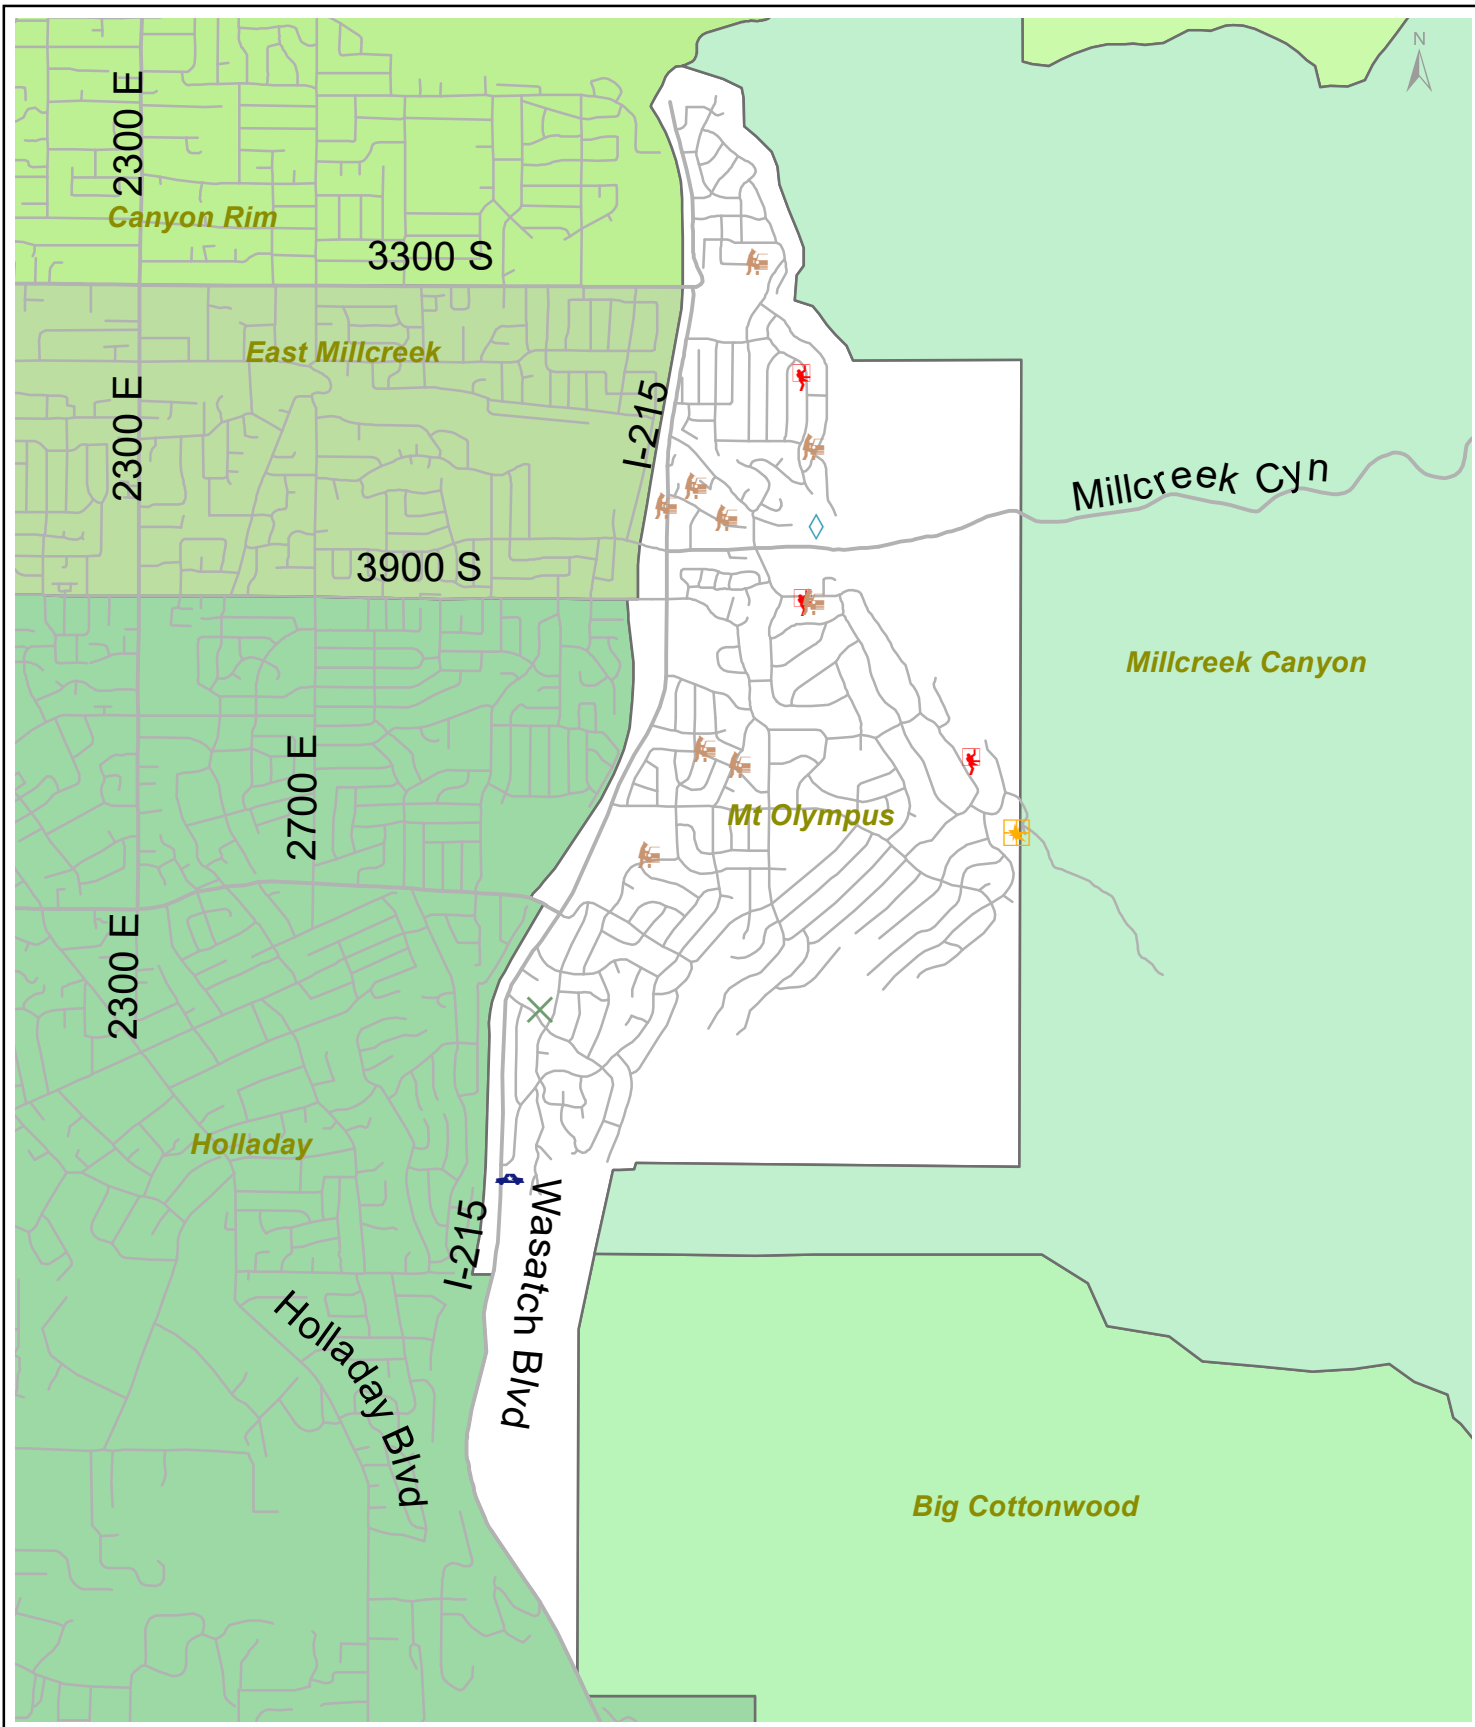 N
2300 E
Canyon Rim
3300 S
East Millcreek
2300 E
I-215
Millcreek Cyn
3900 S
Millcreek Canyon
2700 E
Mt Olympus
2300 E
Holladay
I-215
Wasatch Blvd
Holladay Blvd
Big Cottonwood